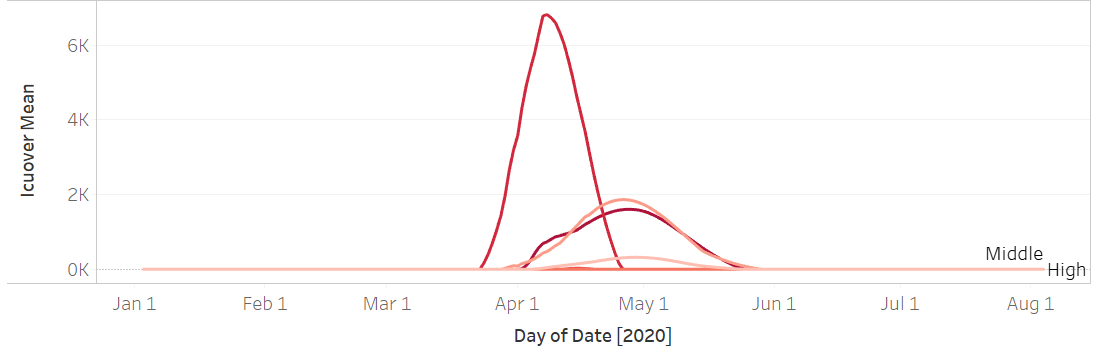 6K
4K
2K
0K
Icuover Mean
Middle
High
Jan 1 Feb 1 Mar 1 Apr 1 May 1 Jun 1 Jul 1 Aug 1
Day of Date [2020]